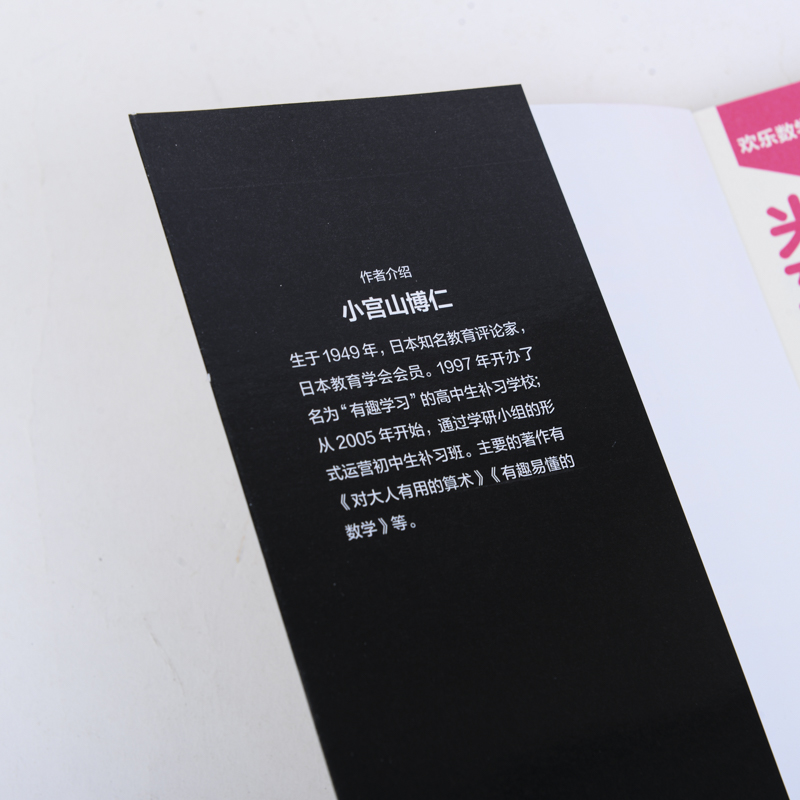 作者介绍
小宫山博仁
生于1949年，日本知名教育评论家，
日本教育学会会员。1997年开办了
名为“有趣学习”的高中生补习学校；
从2005年开始，通过学研小组的形
式运营初中生补习班。主要的著作有
《对大人有用的算术》《有趣易懂的
数学》等。
欢乐数